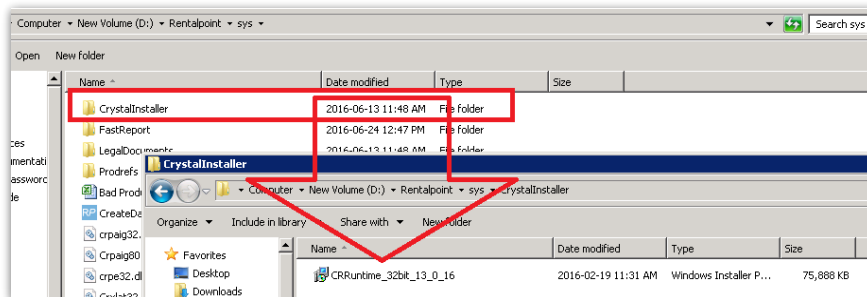 Computer ▾ New Volume (D:) ▾ Rentalpoint ▾ sys ▾ Search sys
Open New folder
Name Date modified Type Size
CrystalInstaller 2016-06-13 11:48 AM File folder
FastReport 2016-06-24 12:47 PM File folder
LegalDocuments 2016-06-13 11:48 AM File folder
Prodrefs
CrystalInstaller
Bad Prod
Computer ▾ New Volume (D:) ▾ Rentalpoint ▾ sys ▾ CrystalInstaller
RP CreateDa
crpaig32.
Organize ▾ Include in library Share with ▾ New folder
Crpaig80
Favorites Name Date modified Type Size
crpe32.dl
Desktop CRRuntime_32bit_13_0_16 2016-02-19 11:31 AM Windows Installer P... 75,888 KB
Downloads